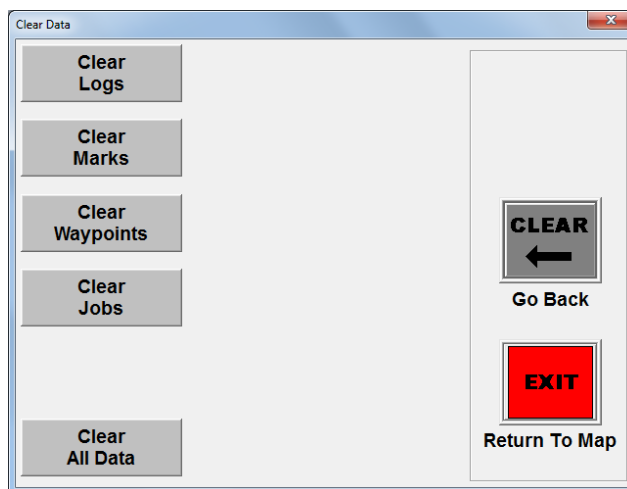 Clear Data
Clear
Logs
Clear
Marks
Clear
Waypoints
Clear
Jobs
Clear
All Data
CLEAR
Go Back
EXIT
Return To Map